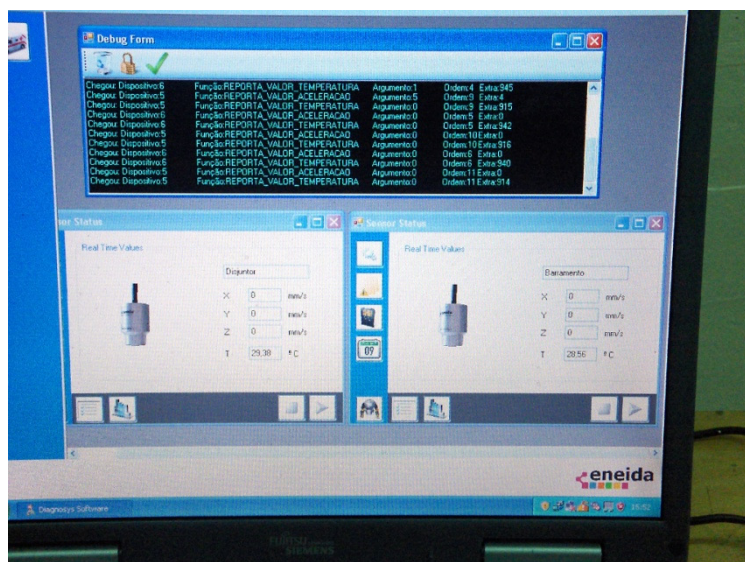 Debug Form
Chegou: Dispositivo:6 Função:REPORTA_VALOR_TEMPERATURA Argumento:1 Ordem:4 Extra:945
Chegou: Dispositivo:5 Função:REPORTA_VALOR_ACELERACAO Argumento:5 Ordem:9 Extra:4
Chegou: Dispositivo:5 Função:REPORTA_VALOR_TEMPERATURA Argumento:0 Ordem:9 Extra:915
Chegou: Dispositivo:6 Função:REPORTA_VALOR_ACELERACAO Argumento:0 Ordem:5 Extra:0
Chegou: Dispositivo:6 Função:REPORTA_VALOR_TEMPERATURA Argumento:0 Ordem:5 Extra:942
Chegou: Dispositivo:5 Função:REPORTA_VALOR_ACELERACAO Argumento:0 Ordem:10 Extra:0
Chegou: Dispositivo:5 Função:REPORTA_VALOR_TEMPERATURA Argumento:0 Ordem:10 Extra:916
Chegou: Dispositivo:6 Função:REPORTA_VALOR_ACELERACAO Argumento:0 Ordem:6 Extra:0
Chegou: Dispositivo:6 Função:REPORTA_VALOR_TEMPERATURA Argumento:0 Ordem:6 Extra:940
Chegou: Dispositivo:5 Função:REPORTA_VALOR_ACELERACAO Argumento:0 Ordem:11 Extra:0
Chegou: Dispositivo:5 Função:REPORTA_VALOR_TEMPERATURA Argumento:0 Ordem:11 Extra:914
sor Status
Real Time Values
Disjuntor
X 0 mm/s
Y 0 mm/s
Z 0 mm/s
T 29,38 ºC
Sensor Status
Real Time Values
Barramento
X 0 mm/s
Y 0 mm/s
Z 0 mm/s
T 28,56 ºC
09
eneida
Diagnosys Software
15:52
FUJITSU
SIEMENS